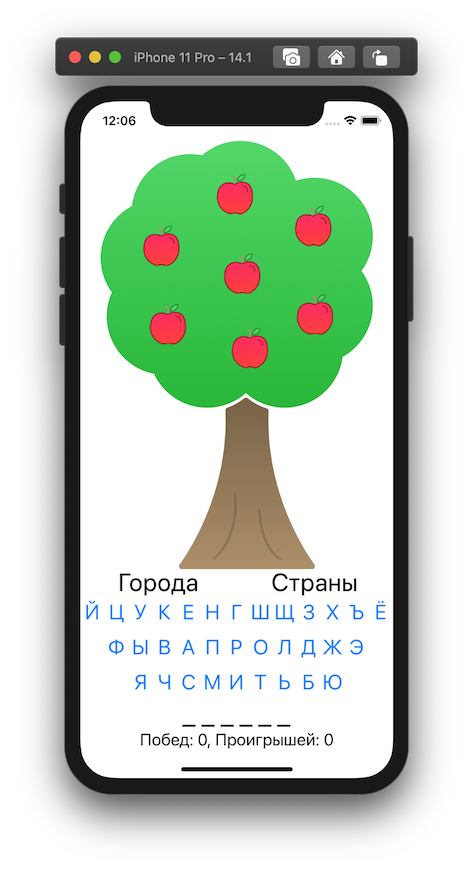 iPhone 11 Pro – 14.1
12:06
Города Страны
Й Ц У К Е Н Г Ш Щ З Х Ъ Ё
Ф Ы В А П Р О Л Д Ж Э
Я Ч С М И Т Ь Б Ю
_ _ _ _ _ _
Побед: 0, Проигрышей: 0